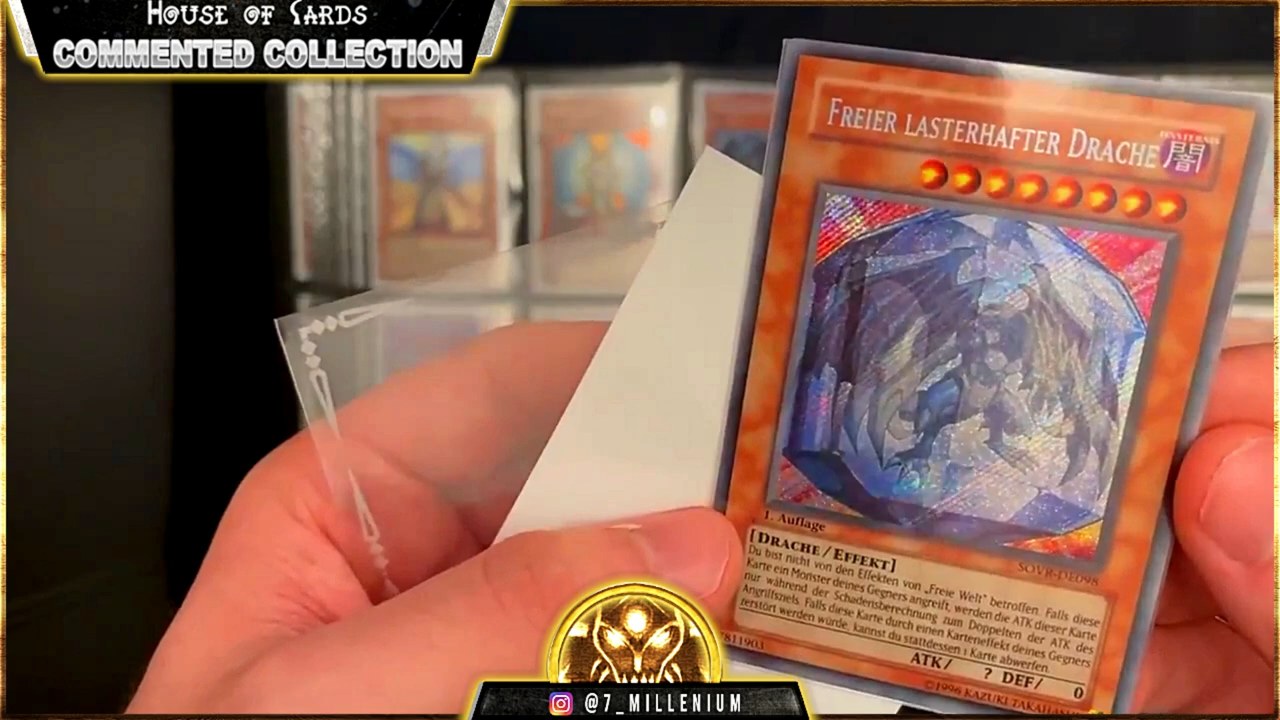 HOUSE OF CARDS
COMMENTED COLLECTION
FREIER LASTERHAFTER DRACHE
FINSTERNIS
闇
1. Auflage
SOVR-DE098
[DRACHE / EFFEKT]
Du bist nicht von den Effekten von „Freie Welt" betroffen. Falls diese
Karte ein Monster deines Gegners angreift, werden die ATK dieser Karte
nur während der Schadensberechnung zum Doppelten der ATK des
Angriffsziels. Falls diese Karte durch einen Karteneffekt deines Gegners
zerstört werden würde, kannst du stattdessen 1 Karte abwerfen.
ATK/ ? DEF/ 0
7811903
©1996 KAZUKI TAKAHASHI
@7_MILLENIUM